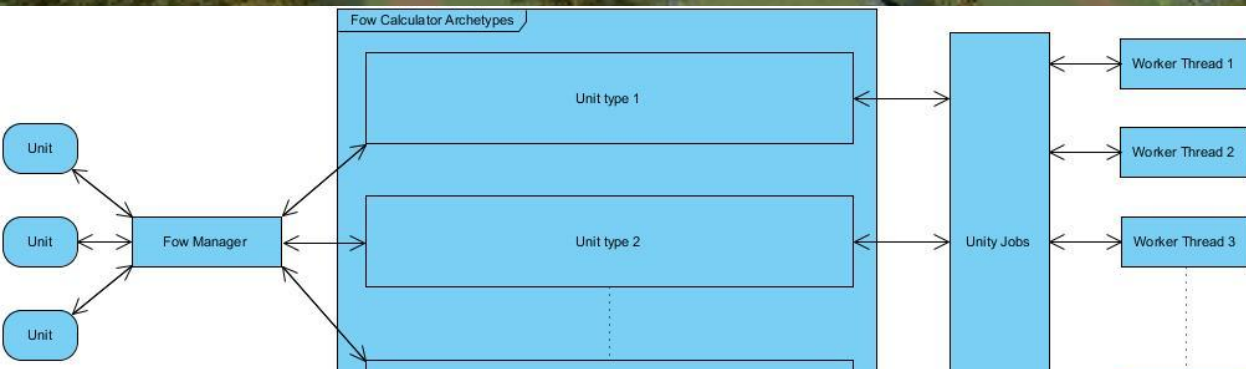 Fow Calculator Archetypes
Unit type 1
Worker Thread 1
Unit
Worker Thread 2
Unit
Fow Manager
Unit type 2
Unity Jobs
Worker Thread 3
Unit